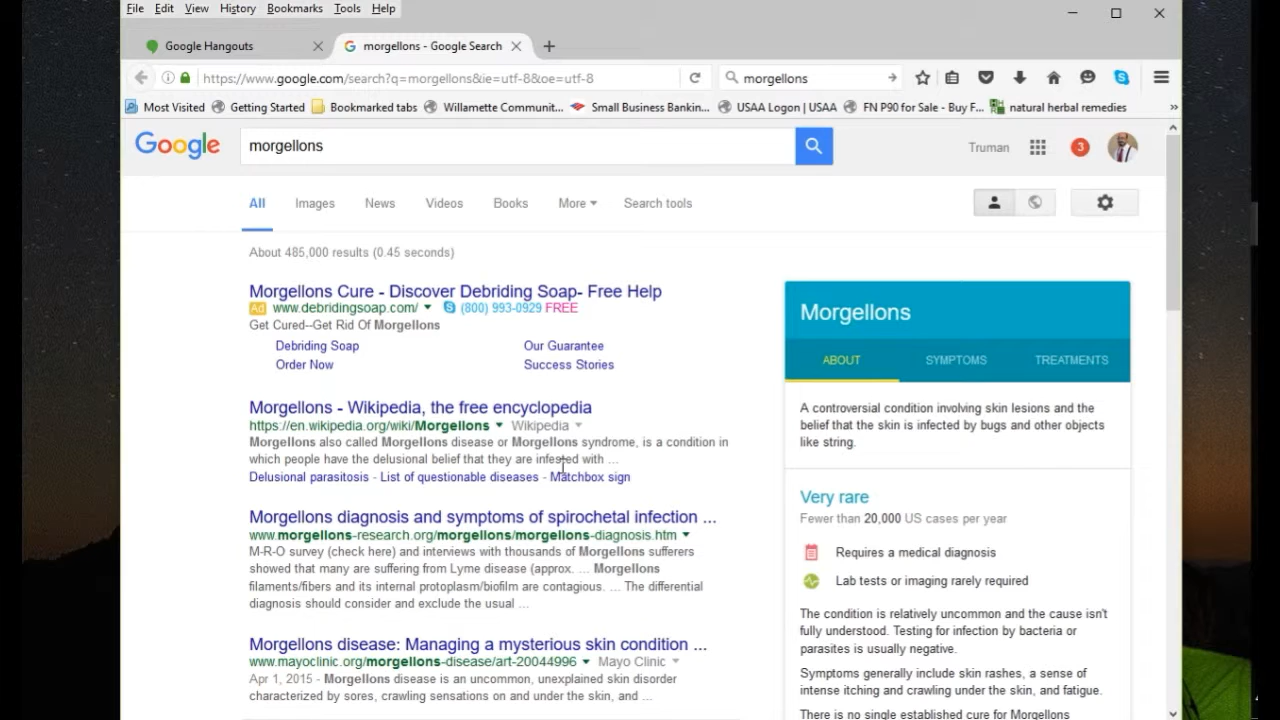 File Edit View History Bookmarks Tools Help
Google Hangouts
morgellons - Google Search
https://www.google.com/search?q=morgellons&ie=utf-8&oe=utf-8
morgellons
Most Visited Getting Started Bookmarked tabs Willamette Communit... Small Business Bankin... USAA Logon | USAA FN P90 for Sale - Buy F... natural herbal remedies »
Google morgellons Truman 3
All Images News Videos Books More Search tools
About 485,000 results (0.45 seconds)
Morgellons Cure - Discover Debriding Soap- Free Help
Ad www.debridingsoap.com/ (800) 993-0929 FREE
Get Cured--Get Rid Of Morgellons
Debriding Soap Our Guarantee
Order Now Success Stories
Morgellons - Wikipedia, the free encyclopedia
https://en.wikipedia.org/wiki/Morgellons Wikipedia
Morgellons also called Morgellons disease or Morgellons syndrome, is a condition in
which people have the delusional belief that they are infested with ...
Delusional parasitosis - List of questionable diseases - Matchbox sign
Morgellons diagnosis and symptoms of spirochetal infection ...
www.morgellons-research.org/morgellons/morgellons-diagnosis.htm
M-R-O survey (check here) and interviews with thousands of Morgellons sufferers
showed that many are suffering from Lyme disease (approx. ... Morgellons
filaments/fibers and its internal protoplasm/biofilm are contagious. ... The differential
diagnosis should consider and exclude the usual ...
Morgellons disease: Managing a mysterious skin condition ...
www.mayoclinic.org/morgellons-disease/art-20044996 Mayo Clinic
Apr 1, 2015 - Morgellons disease is an uncommon, unexplained skin disorder
characterized by sores, crawling sensations on and under the skin, and ...
Morgellons
ABOUT SYMPTOMS TREATMENTS
A controversial condition involving skin lesions and the
belief that the skin is infected by bugs and other objects
like string.
Very rare
Fewer than 20,000 US cases per year
Requires a medical diagnosis
Lab tests or imaging rarely required
The condition is relatively uncommon and the cause isn't
fully understood. Testing for infection by bacteria or
parasites is usually negative.
Symptoms generally include skin rashes, a sense of
intense itching and crawling under the skin, and fatigue.
There is no single established cure for Morgellons